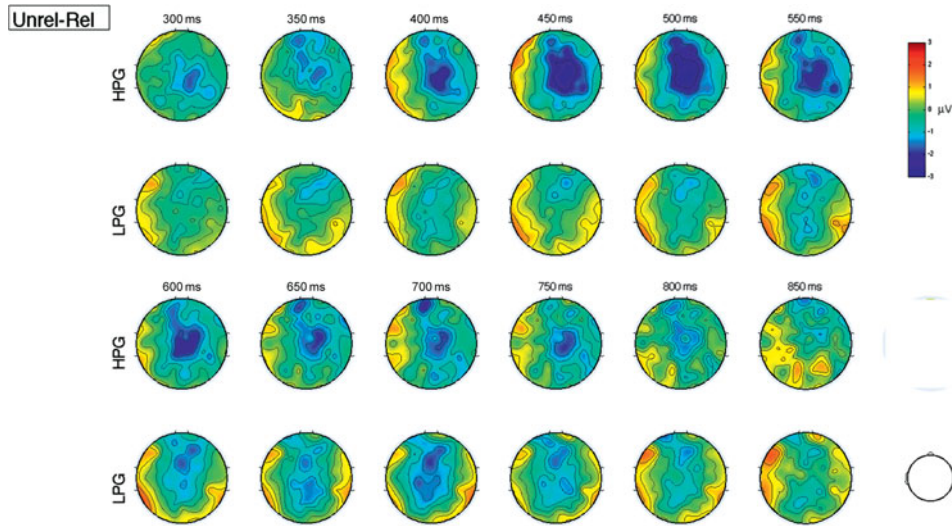 Unrel-Rel
300 ms 350 ms 400 ms 450 ms 500 ms 550 ms
HPG
3
2
1
0 µV
-1
-2
-3
LPG
600 ms 650 ms 700 ms 750 ms 800 ms 850 ms
HPG
LPG